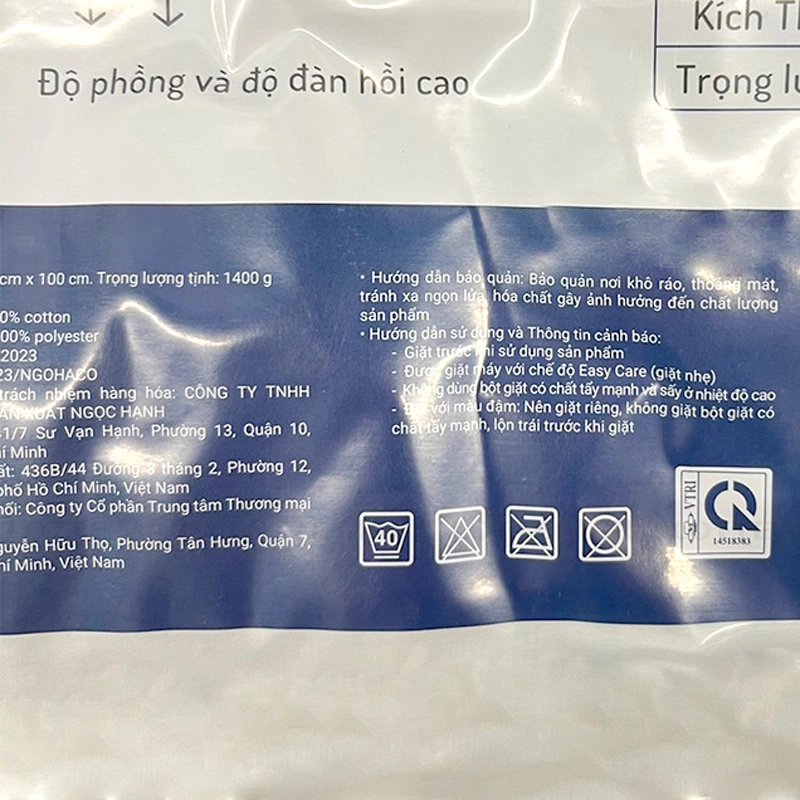 Độ phồng và độ đàn hồi cao
Kích Th
Trọng lư
cm x 100 cm. Trọng lượng tịnh: 1400 g
0% cotton
00% polyester
2023
23/NGOHACO
trách nhiệm hàng hóa: CÔNG TY TNHH
ẢN XUẤT NGỌC HẠNH
41/7 Sư Vạn Hạnh, Phường 13, Quận 10,
í Minh
ất: 436B/44 Đường 3 tháng 2, Phường 12,
phố Hồ Chí Minh, Việt Nam
hối: Công ty Cổ phần Trung tâm Thương mại
guyễn Hữu Thọ, Phường Tân Hưng, Quận 7,
hí Minh, Việt Nam
• Hướng dẫn bảo quản: Bảo quản nơi khô ráo, thoáng mát,
tránh xa ngọn lửa, hóa chất gây ảnh hưởng đến chất lượng
sản phẩm
• Hướng dẫn sử dụng và Thông tin cảnh báo:
- Giặt trước khi sử dụng sản phẩm
- Được giặt máy với chế độ Easy Care (giặt nhẹ)
- Không dùng bột giặt có chất tẩy mạnh và sấy ở nhiệt độ cao
- Đối với màu đậm: Nên giặt riêng, không giặt bột giặt có
chất tẩy mạnh, lộn trái trước khi giặt
40
VTRI
CR
14518383